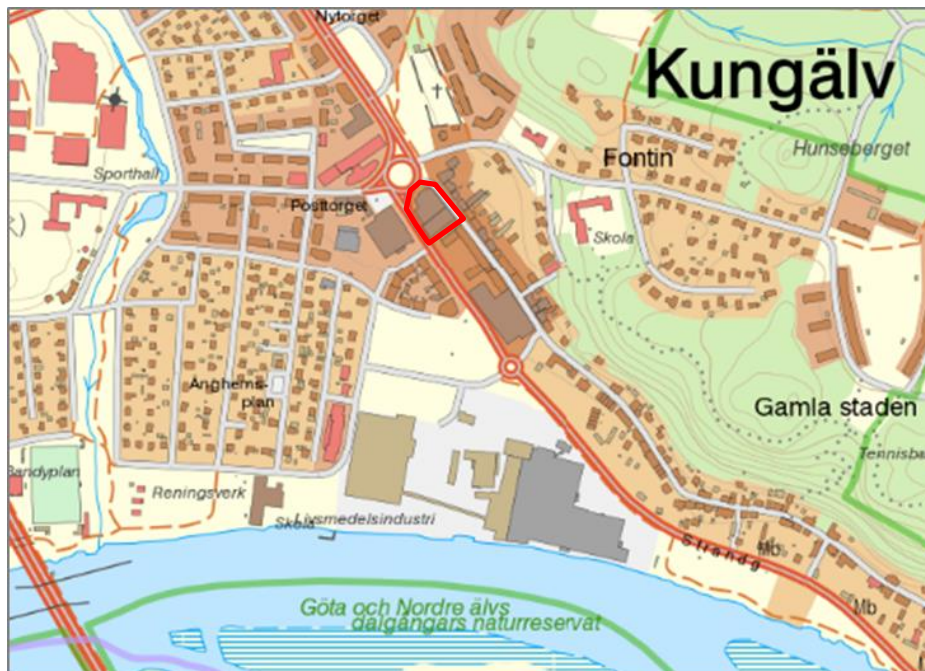 Nytorget
Kungälv
Fontin
Hunseberget
Sporthall
Posttorget
Skola
Änghems-
plan
Gamla staden
Tennisba
Bandyplan
Reningsverk
Skola
Livsmedelsindustri
Strandg.
Mb
Mb
Göta och Nordre älvs
dalgångars naturreservat